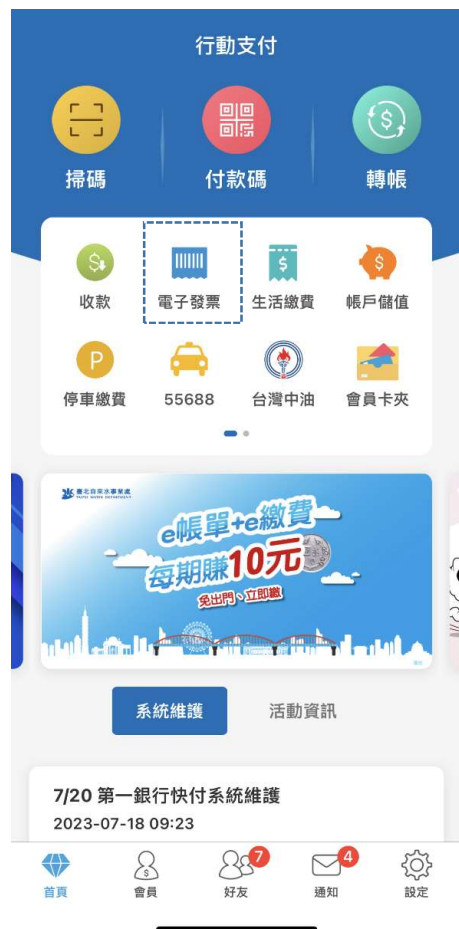 行動支付
掃碼
付款碼
轉帳
收款
電子發票
生活繳費
帳戶儲值
P
停車繳費
55688
台灣中油
會員卡夾
臺北自來水事業處
e帳單+e繳費
每期賺10元
免出門、立即繳
系統維護
活動資訊
7/20 第一銀行快付系統維護
2023-07-18 09:23
7
4
首頁
會員
好友
通知
設定